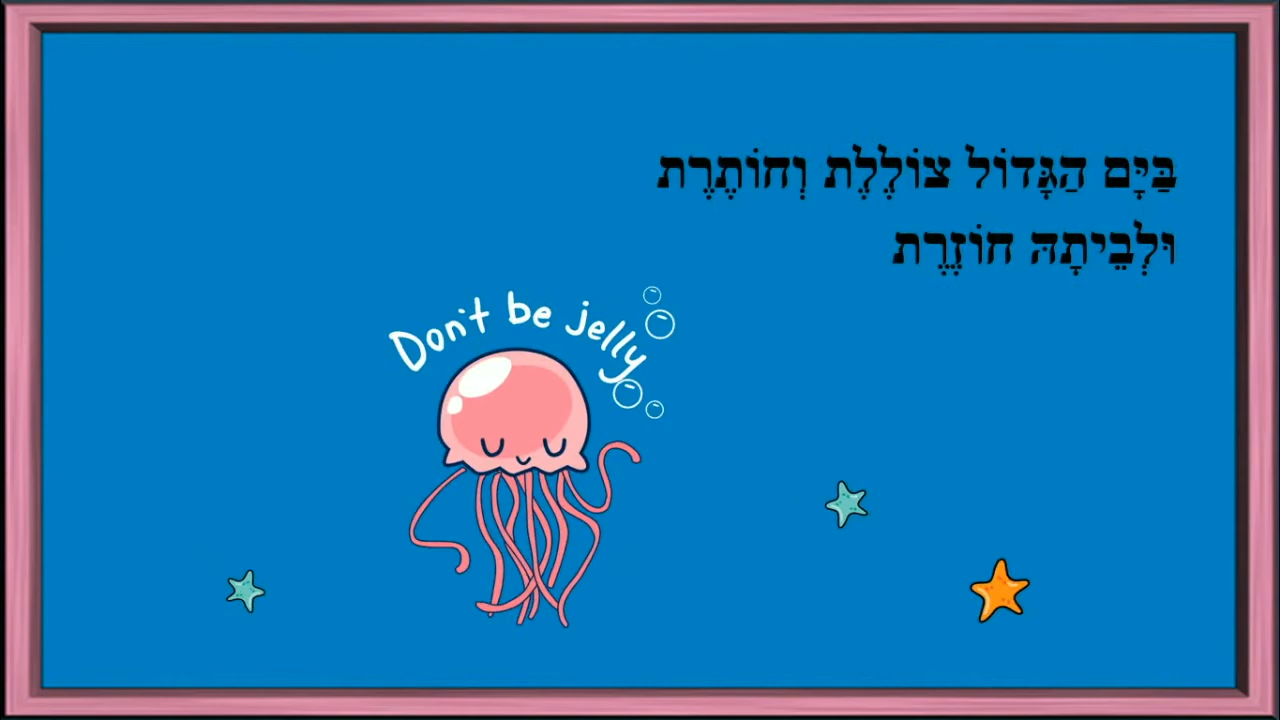 בַּיָּם הַגָּדוֹל צוֹלֶלֶת וְחוֹתֶרֶת
וּלְבֵיתָהּ חוֹזֶרֶת
Don't be jelly